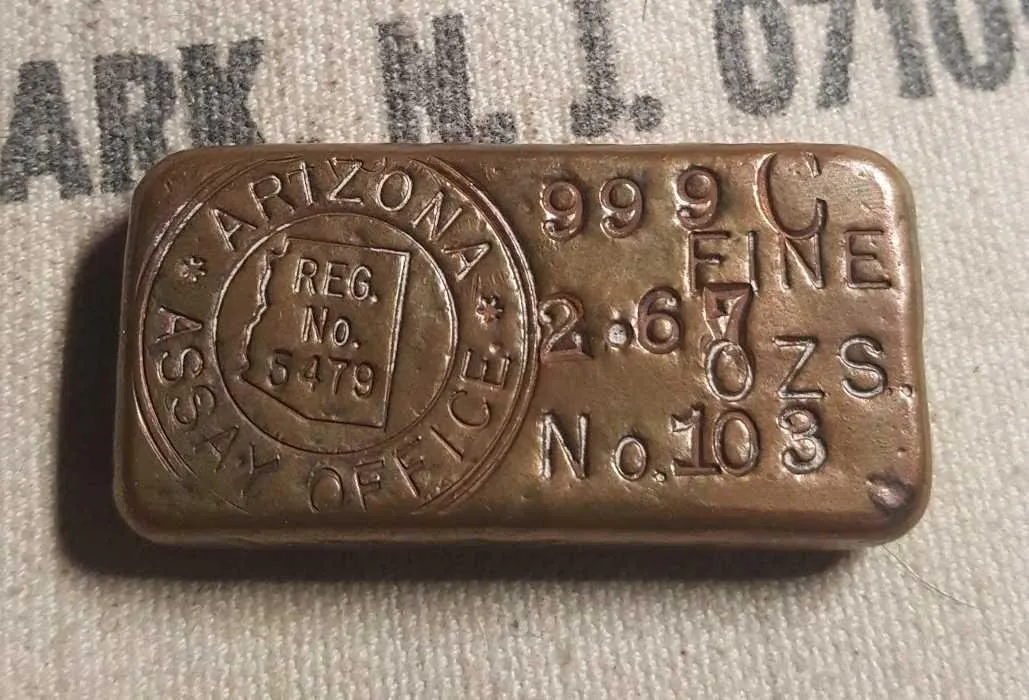 ARK N. J. 0710
ARIZONA
* ASSAY OFFICE *
REG.
No.
5479
999 C
FINE
2.67
OZS.
No. 103